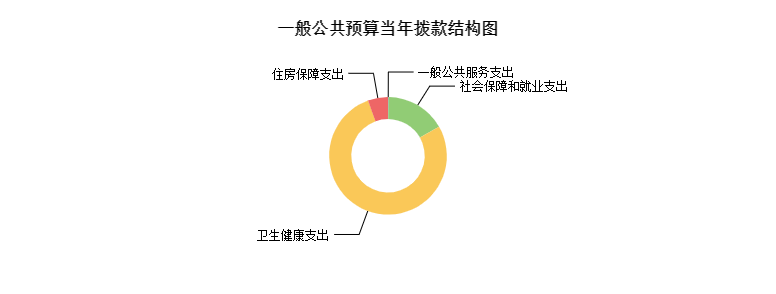 一般公共预算当年拨款结构图
住房保障支出
一般公共服务支出
社会保障和就业支出
卫生健康支出